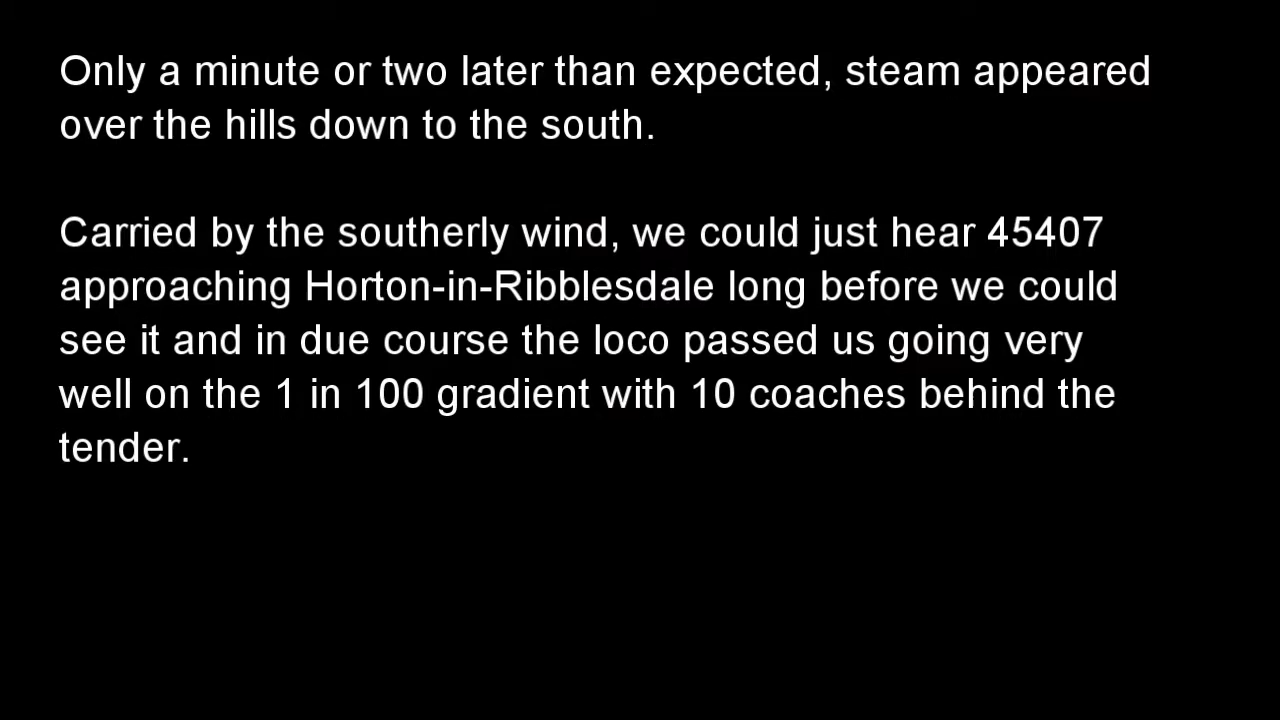 Only a minute or two later than expected, steam appeared
over the hills down to the south.
Carried by the southerly wind, we could just hear 45407
approaching Horton-in-Ribblesdale long before we could
see it and in due course the loco passed us going very
well on the 1 in 100 gradient with 10 coaches behind the
tender.